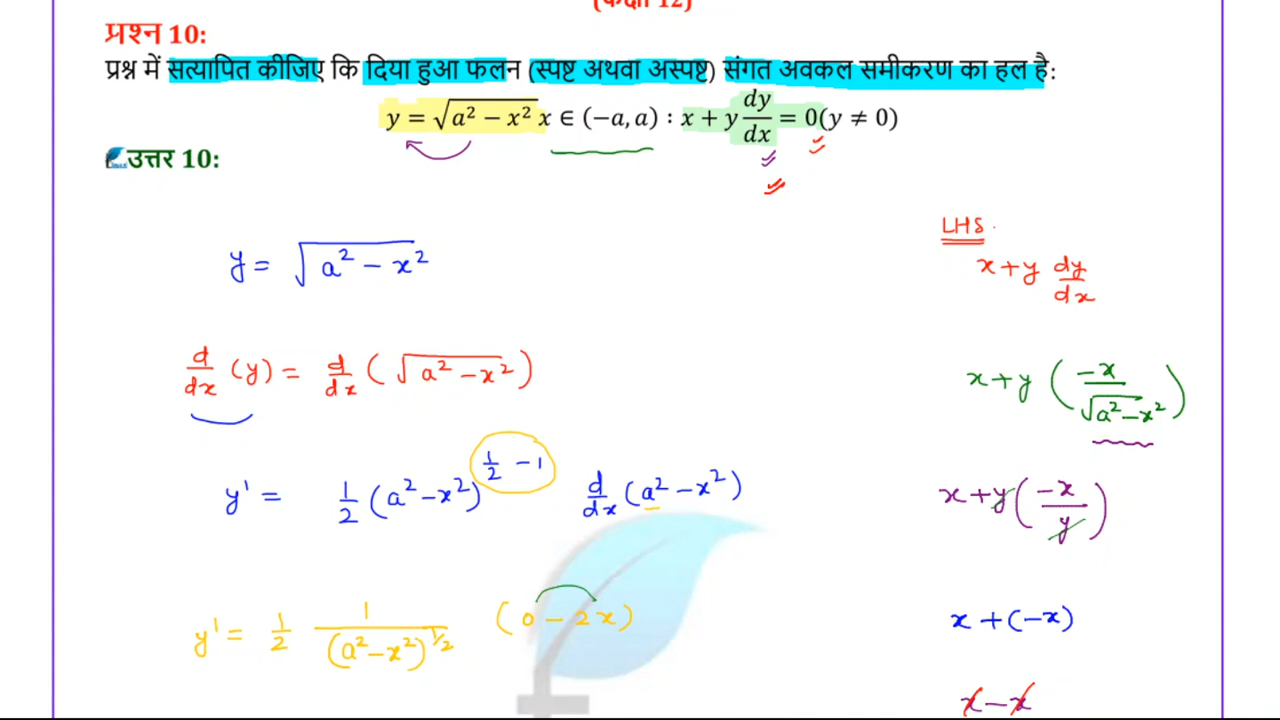 (कक्षा 12)
प्रश्न 10:
प्रश्न में सत्यापित कीजिए कि दिया हुआ फलन (स्पष्ट अथवा अस्पष्ट) संगत अवकल समीकरण का हल है:
y = √(a² − x²) x ∈ (−a, a) : x + y dy/dx = 0(y ≠ 0)
उत्तर 10:
y = √(a² − x²)
d/dx (y) = d/dx (√(a² − x²))
y' = 1/2 (a² − x²)^(1/2 − 1) d/dx (a² − x²)
y' = 1/2 1/(a² − x²)^(1/2) (0 − 2x)
LHS.
x + y dy/dx
x + y (−x/√(a² − x²))
x + y (−x/y)
x + (−x)
x − x